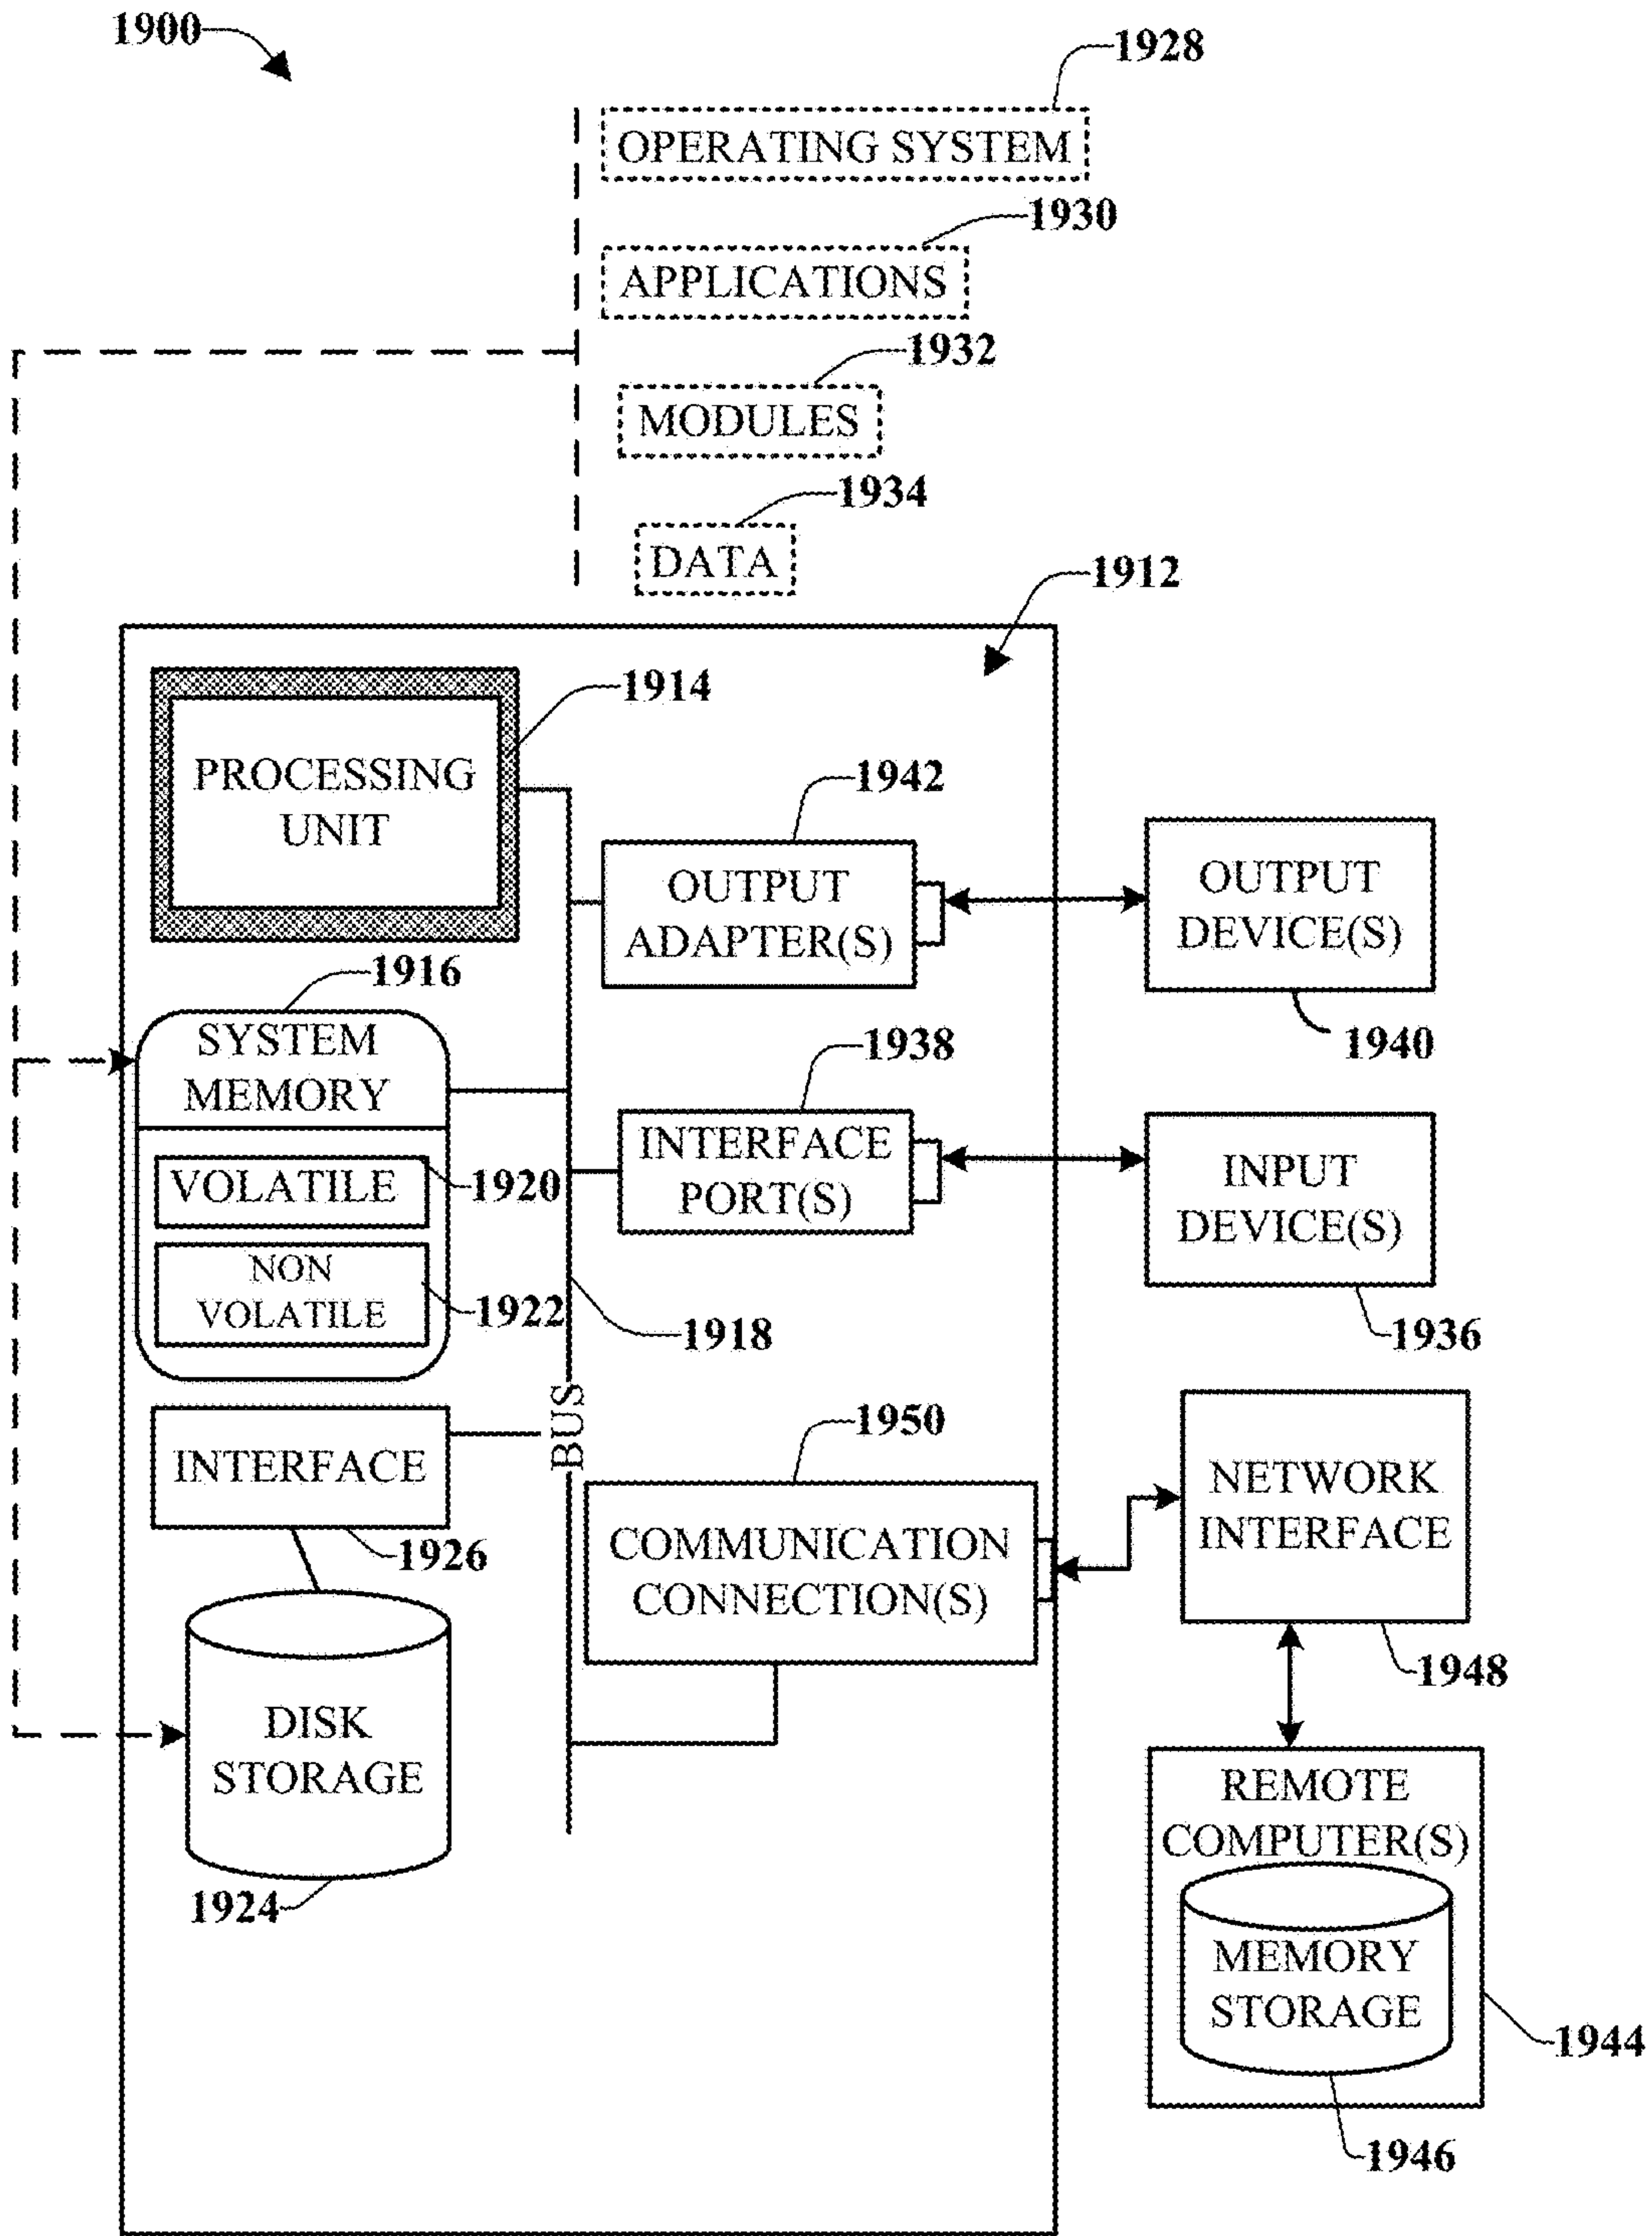 1900
1928
OPERATING SYSTEM
1930
APPLICATIONS
1932
MODULES
1934
DATA
1912
1914
PROCESSING
UNIT
1942
OUTPUT
ADAPTER(S)
OUTPUT
DEVICE(S)
1940
1916
SYSTEM
MEMORY
VOLATILE
1920
NON
VOLATILE
1922
1938
INTERFACE
PORT(S)
INPUT
DEVICE(S)
1936
1918
BUS
INTERFACE
1926
1950
COMMUNICATION
CONNECTION(S)
NETWORK
INTERFACE
1948
DISK
STORAGE
1924
REMOTE
COMPUTER(S)
MEMORY
STORAGE
1944
1946